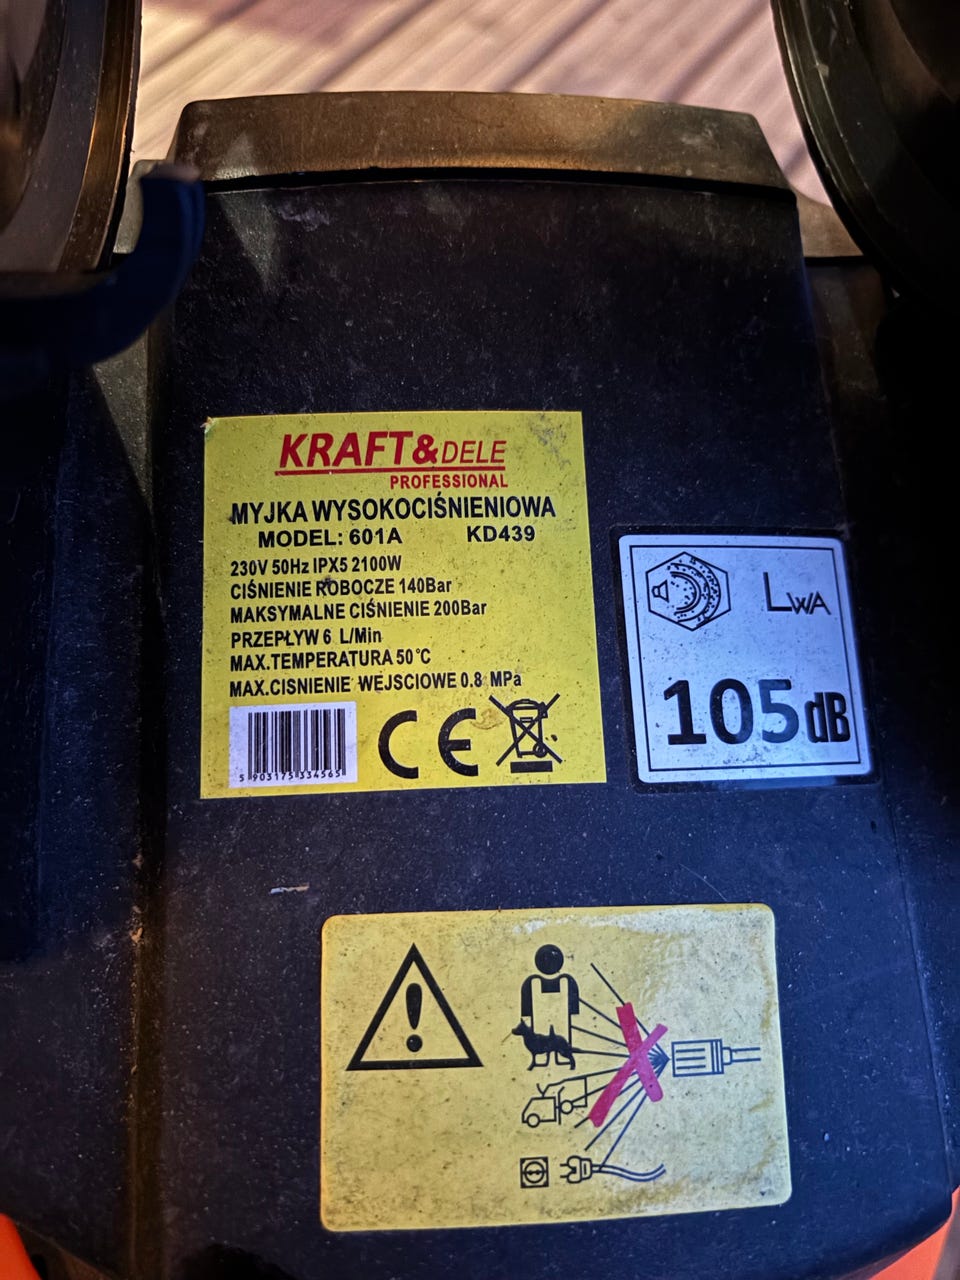 KRAFT&DELE
PROFESSIONAL
MYJKA WYSOKOCIŚNIENIOWA
MODEL: 601A KD439
230V 50Hz IPX5 2100W
CIŚNIENIE ROBOCZE 140Bar
MAKSYMALNE CIŚNIENIE 200Bar
PRZEPŁYW 6 L/Min
MAX.TEMPERATURA 50°C
MAX.CISNIENIE WEJSCIOWE 0.8 MPa
5 903175 334565
CE
LWA
105dB